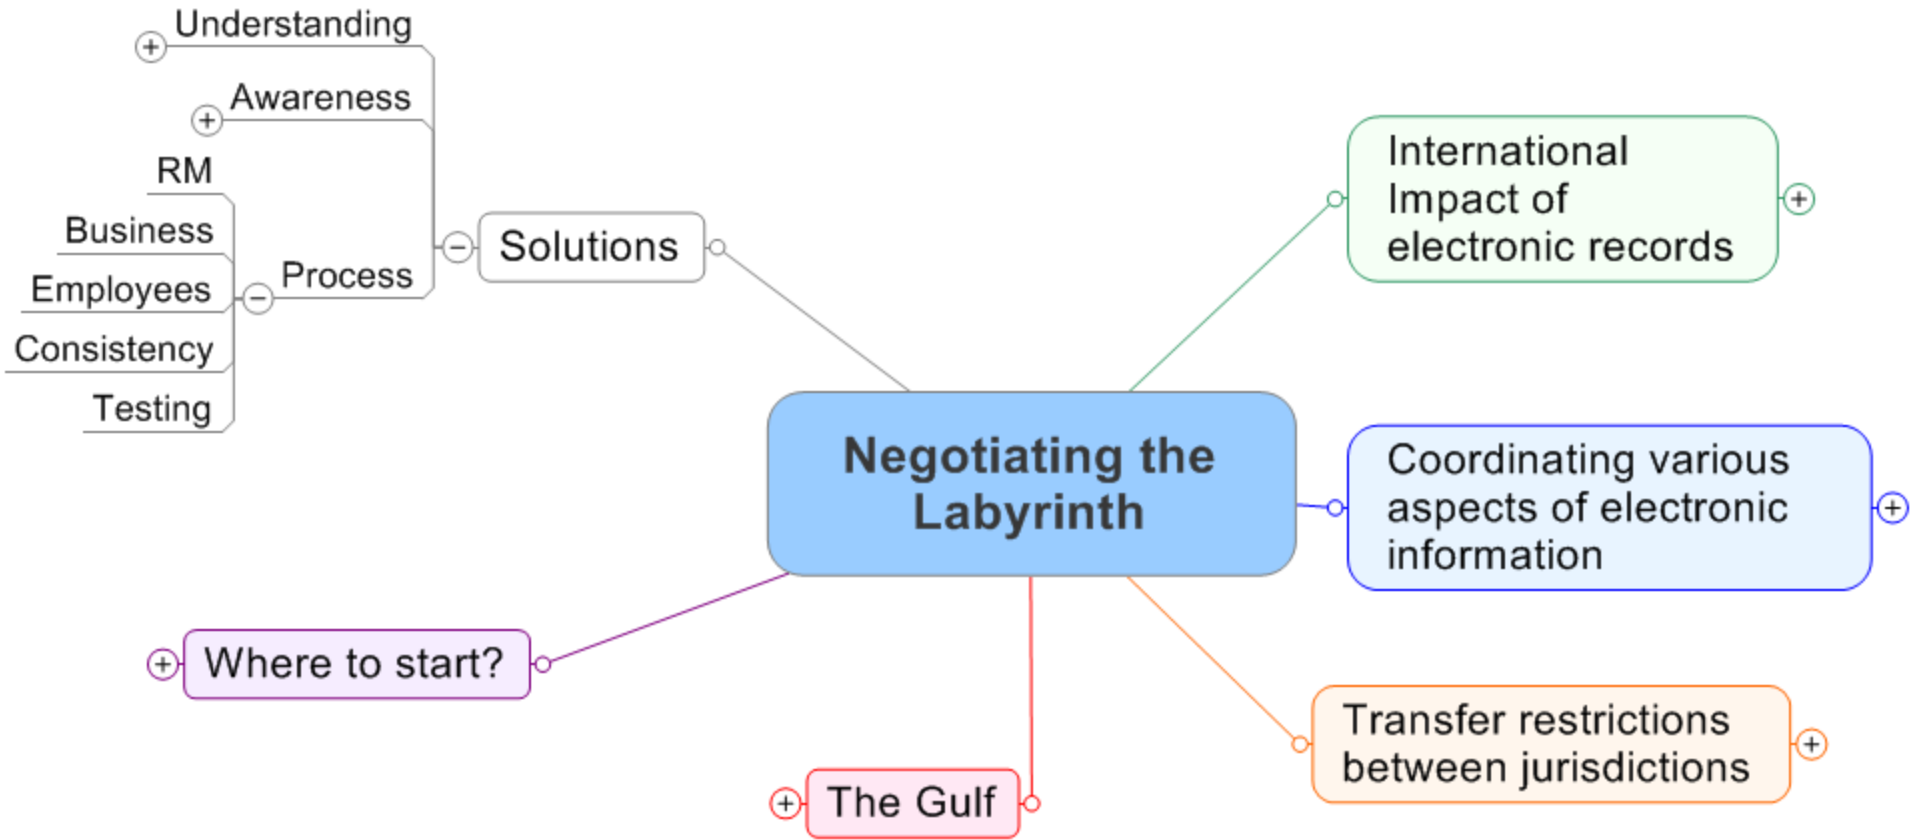 Understanding
Awareness
RM
Business
Employees
Consistency
Testing
Process
Solutions
International
Impact of
electronic records
Negotiating the
Labyrinth
Coordinating various
aspects of electronic
information
Where to start?
Transfer restrictions
between jurisdictions
The Gulf